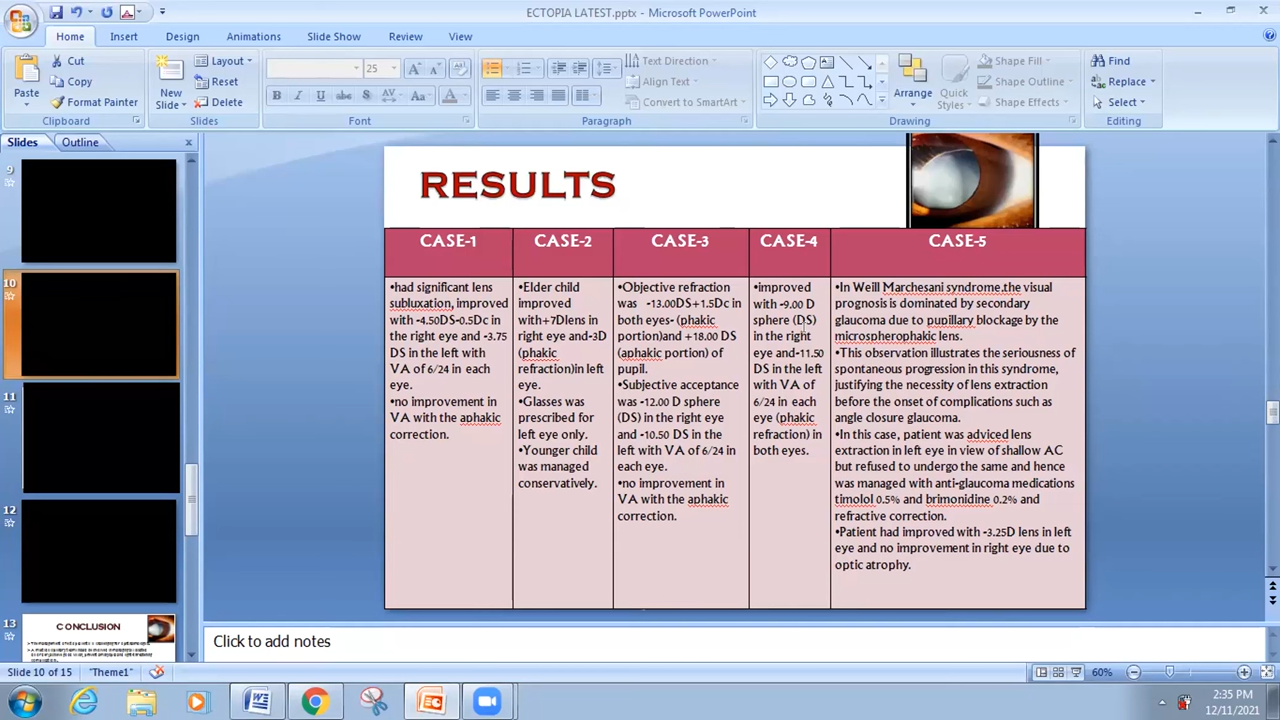 ECTOPIA LATEST.pptx - Microsoft PowerPoint
Home Insert Design Animations Slide Show Review View
Paste
Cut
Copy
Format Painter
Clipboard
New Slide
Layout
Reset
Delete
Slides
25
B I U abc S AV Aa A
Font
Text Direction
Align Text
Convert to SmartArt
Paragraph
Arrange
Quick Styles
Shape Fill
Shape Outline
Shape Effects
Drawing
Find
Replace
Select
Editing
Slides Outline
9
10
11
12
13
CONCLUSION
RESULTS
CASE-1
•had significant lens
subluxation, improved
with -4.50DS-0.5Dc in
the right eye and -3.75
DS in the left with
VA of 6/24 in each
eye.
•no improvement in
VA with the aphakic
correction.
CASE-2
•Elder child
improved
with+7Dlens in
right eye and-3D
(phakic
refraction)in left
eye.
•Glasses was
prescribed for
left eye only.
•Younger child
was managed
conservatively.
CASE-3
•Objective refraction
was -13.00DS+1.5Dc in
both eyes- (phakic
portion)and +18.00 DS
(aphakic portion) of
pupil.
•Subjective acceptance
was -12.00 D sphere
(DS) in the right eye
and -10.50 DS in the
left with VA of 6/24 in
each eye.
•no improvement in
VA with the aphakic
correction.
CASE-4
•improved
with -9.00 D
sphere (DS)
in the right
eye and-11.50
DS in the left
with VA of
6/24 in each
eye (phakic
refraction) in
both eyes.
CASE-5
•In Weill Marchesani syndrome,the visual
prognosis is dominated by secondary
glaucoma due to pupillary blockage by the
microspherophakic lens.
•This observation illustrates the seriousness of
spontaneous progression in this syndrome,
justifying the necessity of lens extraction
before the onset of complications such as
angle closure glaucoma.
•In this case, patient was adviced lens
extraction in left eye in view of shallow AC
but refused to undergo the same and hence
was managed with anti-glaucoma medications
timolol 0.5% and brimonidine 0.2% and
refractive correction.
•Patient had improved with -3.25D lens in left
eye and no improvement in right eye due to
optic atrophy.
Click to add notes
Slide 10 of 15 "Theme1" 60%
2:35 PM
12/11/2021